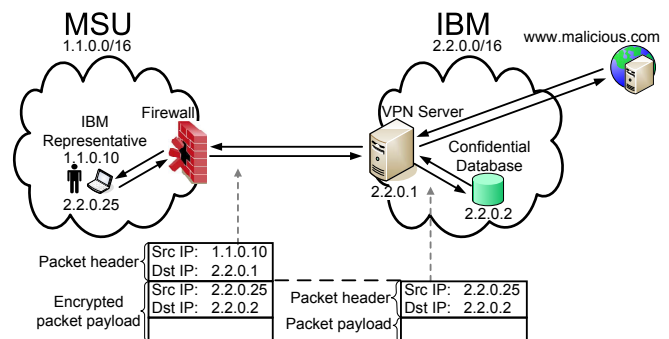 MSU
1.1.0.0/16
IBM
2.2.0.0/16
www.malicious.com
IBM
Representative
1.1.0.10
2.2.0.25
Firewall
VPN Server
2.2.0.1
Confidential
Database
2.2.0.2
Packet header
Src IP: 1.1.0.10
Dst IP: 2.2.0.1
Encrypted
packet payload
Src IP: 2.2.0.25
Dst IP: 2.2.0.2
Packet header
Src IP: 2.2.0.25
Dst IP: 2.2.0.2
Packet payload